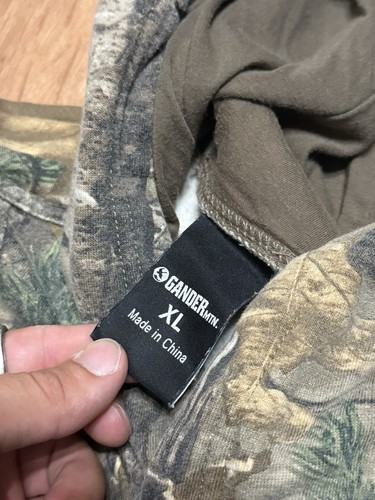 GANDER MTN.
XL
Made in China